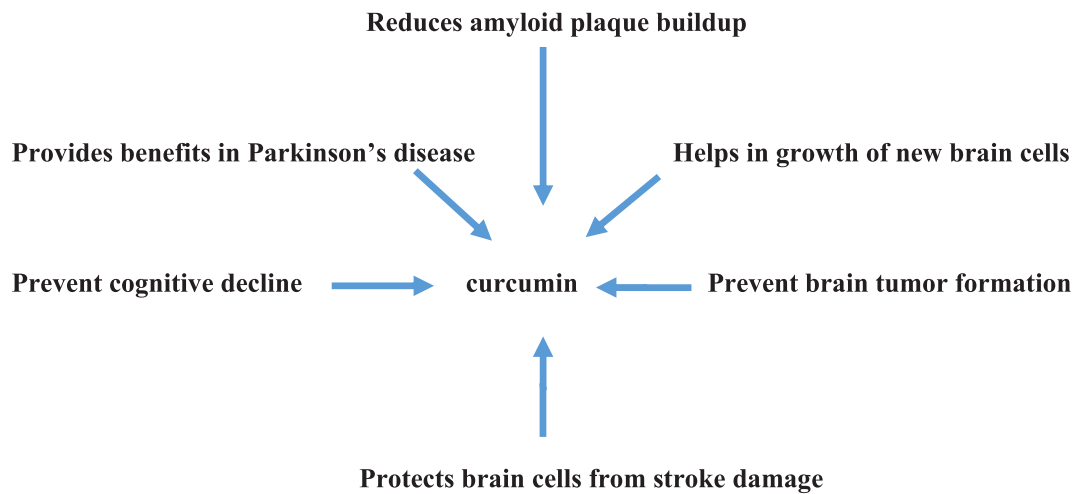 Reduces amyloid plaque buildup
Provides benefits in Parkinson’s disease
Helps in growth of new brain cells
Prevent cognitive decline
curcumin
Prevent brain tumor formation
Protects brain cells from stroke damage